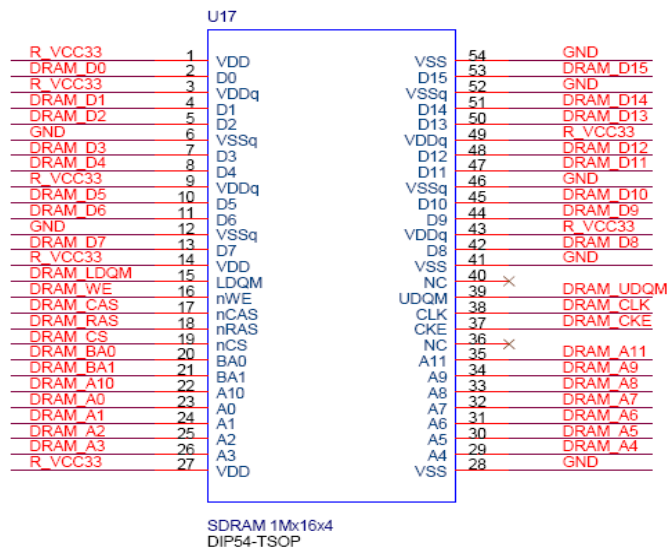 U17
R_VCC33 1 VDD VSS 54 GND
DRAM_D0 2 D0 D15 53 DRAM_D15
R_VCC33 3 VDDq VSSq 52 GND
DRAM_D1 4 D1 D14 51 DRAM_D14
DRAM_D2 5 D2 D13 50 DRAM_D13
GND 6 VSSq VDDq 49 R_VCC33
DRAM_D3 7 D3 D12 48 DRAM_D12
DRAM_D4 8 D4 D11 47 DRAM_D11
R_VCC33 9 VDDq VSSq 46 GND
DRAM_D5 10 D5 D10 45 DRAM_D10
DRAM_D6 11 D6 D9 44 DRAM_D9
GND 12 VSSq VDDq 43 R_VCC33
DRAM_D7 13 D7 D8 42 DRAM_D8
R_VCC33 14 VDD VSS 41 GND
DRAM_LDQM 15 LDQM NC 40
DRAM_WE 16 nWE UDQM 39 DRAM_UDQM
DRAM_CAS 17 nCAS CLK 38 DRAM_CLK
DRAM_RAS 18 nRAS CKE 37 DRAM_CKE
DRAM_CS 19 nCS NC 36
DRAM_BA0 20 BA0 A11 35 DRAM_A11
DRAM_BA1 21 BA1 A9 34 DRAM_A9
DRAM_A10 22 A10 A8 33 DRAM_A8
DRAM_A0 23 A0 A7 32 DRAM_A7
DRAM_A1 24 A1 A6 31 DRAM_A6
DRAM_A2 25 A2 A5 30 DRAM_A5
DRAM_A3 26 A3 A4 29 DRAM_A4
R_VCC33 27 VDD VSS 28 GND
SDRAM 1Mx16x4
DIP54-TSOP